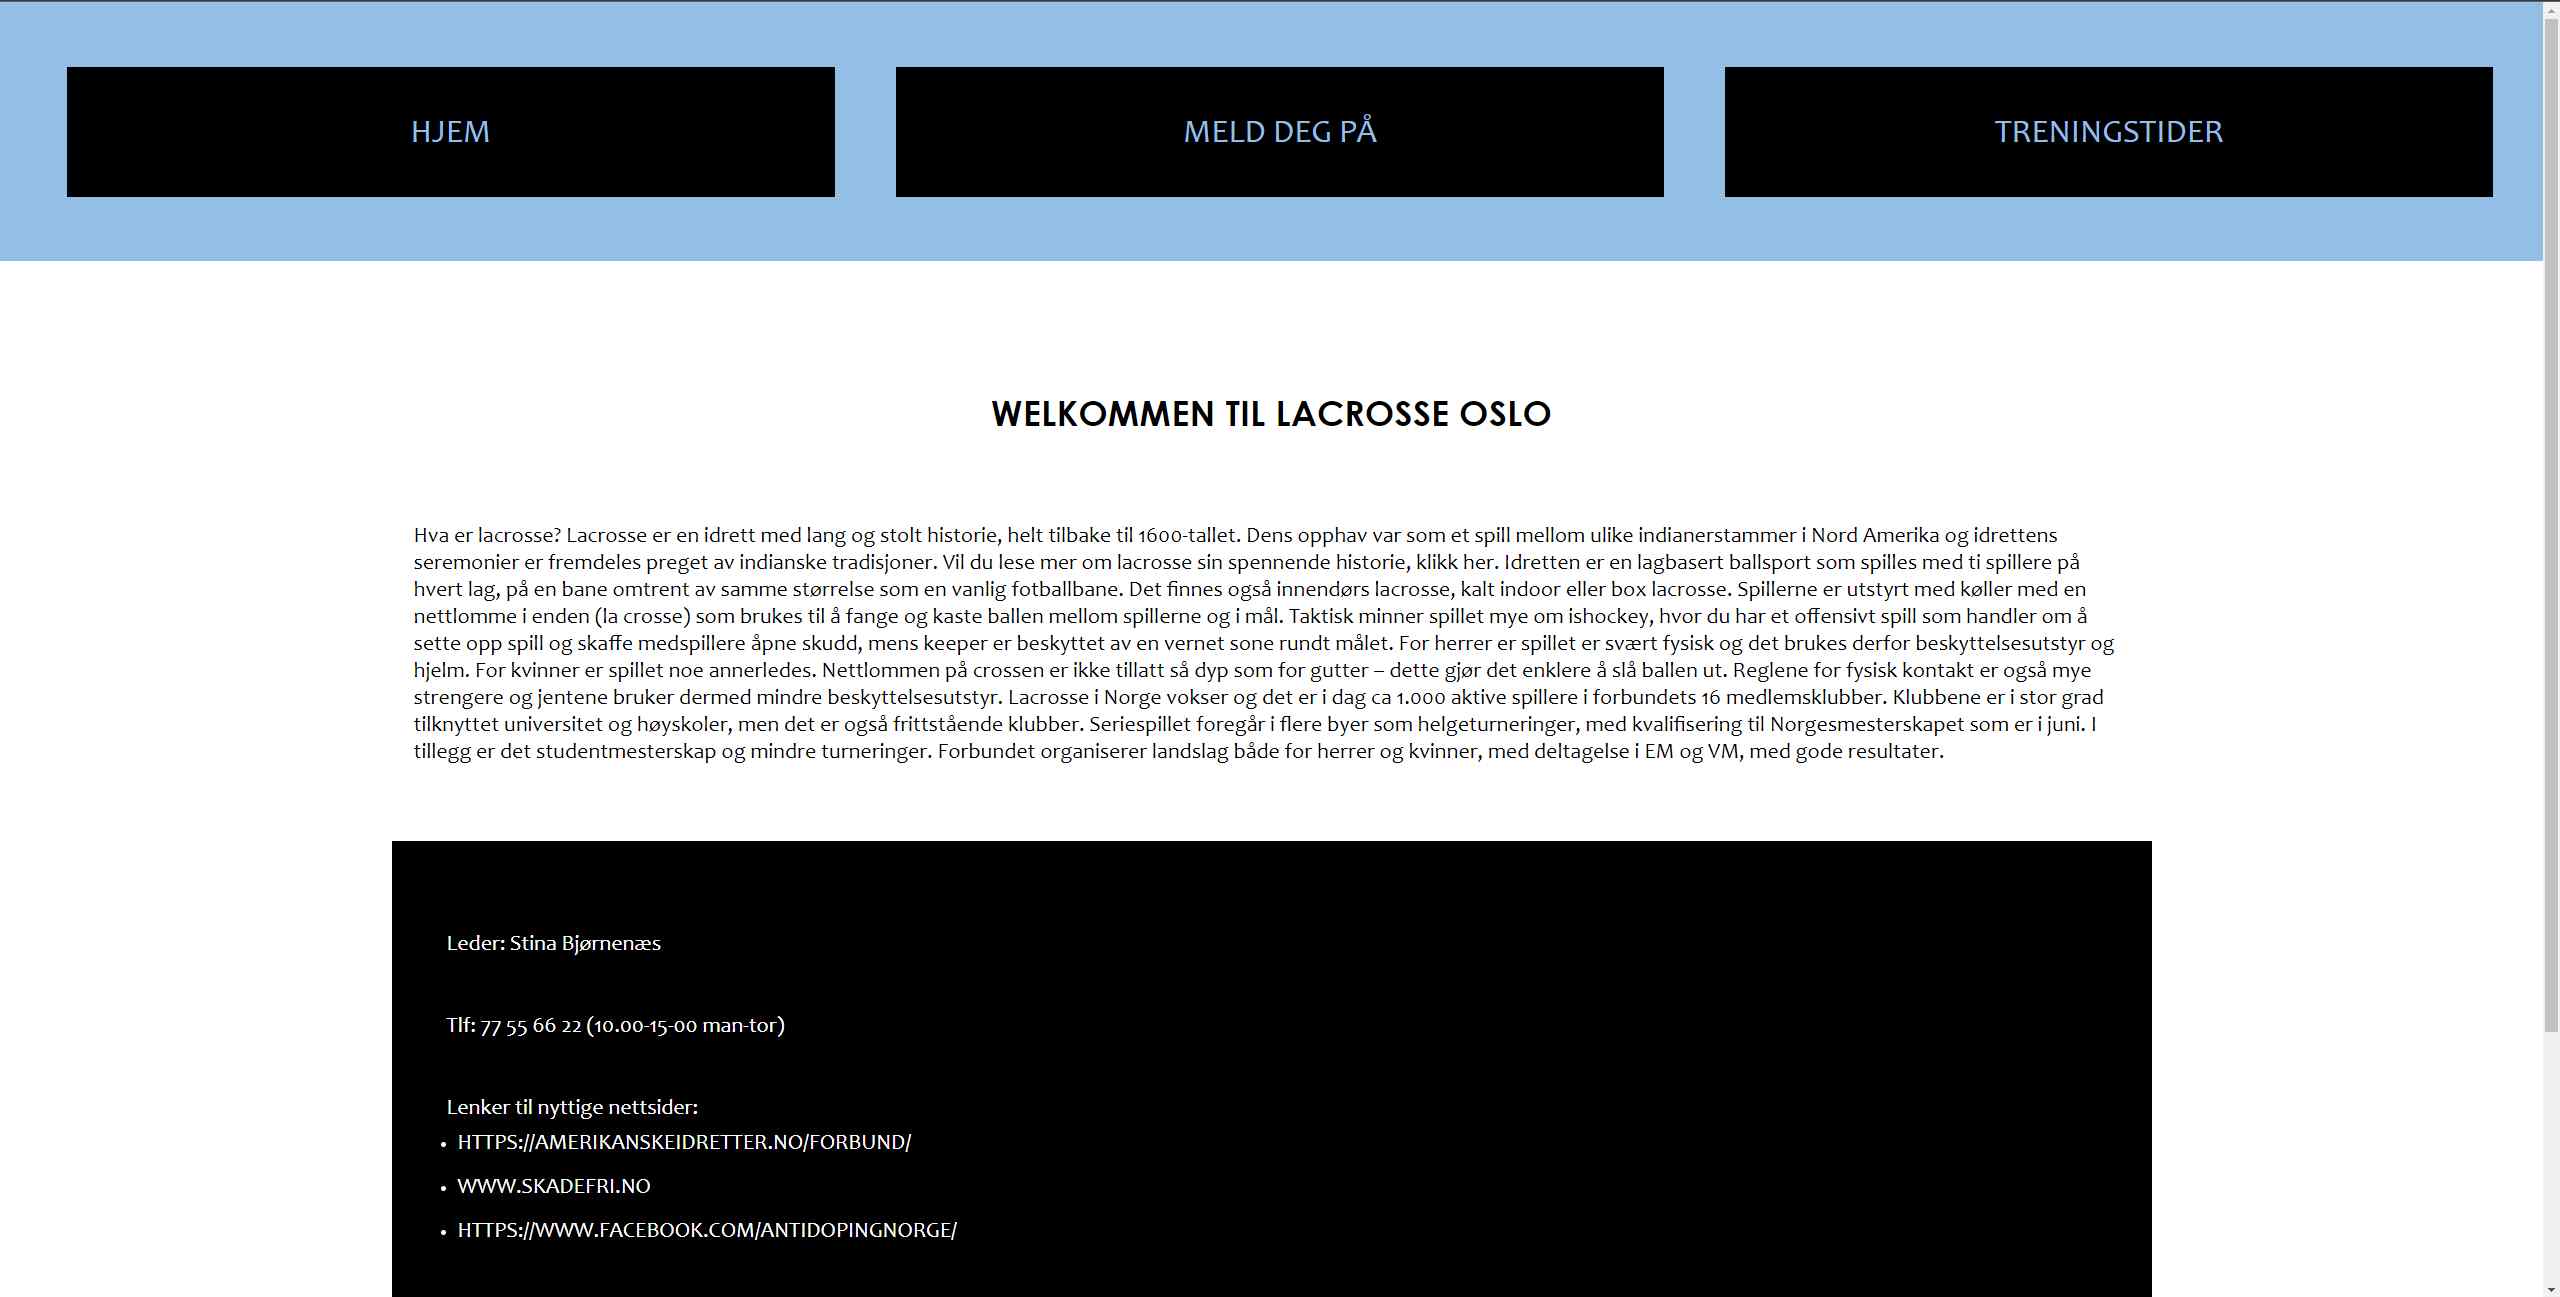 HJEM
MELD DEG PÅ
TRENINGSTIDER
WELKOMMEN TIL LACROSSE OSLO
Hva er lacrosse? Lacrosse er en idrett med lang og stolt historie, helt tilbake til 1600-tallet. Dens opphav var som et spill mellom ulike indianerstammer i Nord Amerika og idrettens
seremonier er fremdeles preget av indianske tradisjoner. Vil du lese mer om lacrosse sin spennende historie, klikk her. Idretten er en lagbasert ballsport som spilles med ti spillere på
hvert lag, på en bane omtrent av samme størrelse som en vanlig fotballbane. Det finnes også innendørs lacrosse, kalt indoor eller box lacrosse. Spillerne er utstyrt med køller med en
nettlomme i enden (la crosse) som brukes til å fange og kaste ballen mellom spillerne og i mål. Taktisk minner spillet mye om ishockey, hvor du har et offensivt spill som handler om å
sette opp spill og skaffe medspillere åpne skudd, mens keeper er beskyttet av en vernet sone rundt målet. For herrer er spillet er svært fysisk og det brukes derfor beskyttelsesutstyr og
hjelm. For kvinner er spillet noe annerledes. Nettlommen på crossen er ikke tillatt så dyp som for gutter – dette gjør det enklere å slå ballen ut. Reglene for fysisk kontakt er også mye
strengere og jentene bruker dermed mindre beskyttelsesutstyr. Lacrosse i Norge vokser og det er i dag ca 1.000 aktive spillere i forbundets 16 medlemsklubber. Klubbene er i stor grad
tilknyttet universitet og høyskoler, men det er også frittstående klubber. Seriespillet foregår i flere byer som helgeturneringer, med kvalifisering til Norgesmesterskapet som er i juni. I
tillegg er det studentmesterskap og mindre turneringer. Forbundet organiserer landslag både for herrer og kvinner, med deltagelse i EM og VM, med gode resultater.
Leder: Stina Bjørnenæs
Tlf: 77 55 66 22 (10.00-15-00 man-tor)
Lenker til nyttige nettsider:
• HTTPS://AMERIKANSKEIDRETTER.NO/FORBUND/
• WWW.SKADEFRI.NO
• HTTPS://WWW.FACEBOOK.COM/ANTIDOPINGNORGE/